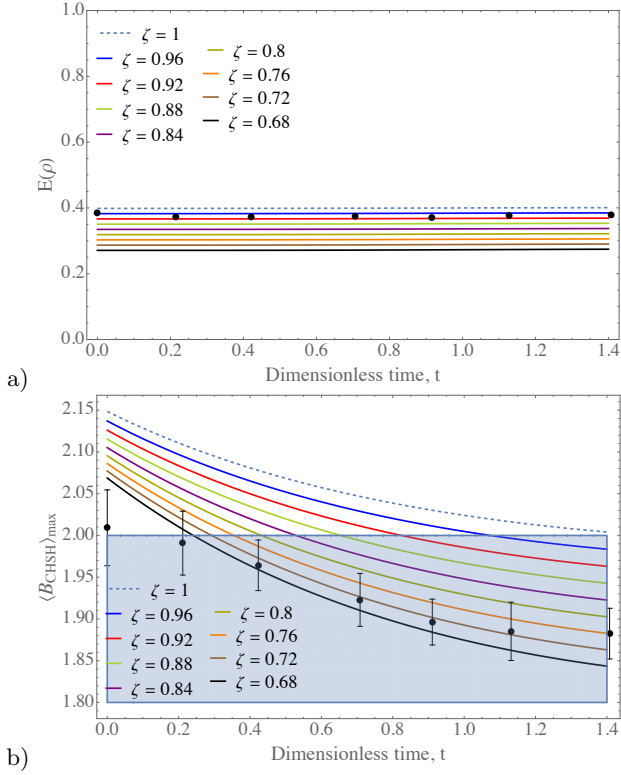 1.0
0.8
0.6
0.4
0.2
0.0
E(ρ)
ζ = 1
ζ = 0.96
ζ = 0.92
ζ = 0.88
ζ = 0.84
ζ = 0.8
ζ = 0.76
ζ = 0.72
ζ = 0.68
0.0 0.2 0.4 0.6 0.8 1.0 1.2 1.4
Dimensionless time, t
a)
2.15
2.10
2.05
2.00
1.95
1.90
1.85
1.80
⟨B_CHSH⟩_max
ζ = 1
ζ = 0.96
ζ = 0.92
ζ = 0.88
ζ = 0.84
ζ = 0.8
ζ = 0.76
ζ = 0.72
ζ = 0.68
0.0 0.2 0.4 0.6 0.8 1.0 1.2 1.4
Dimensionless time, t
b)